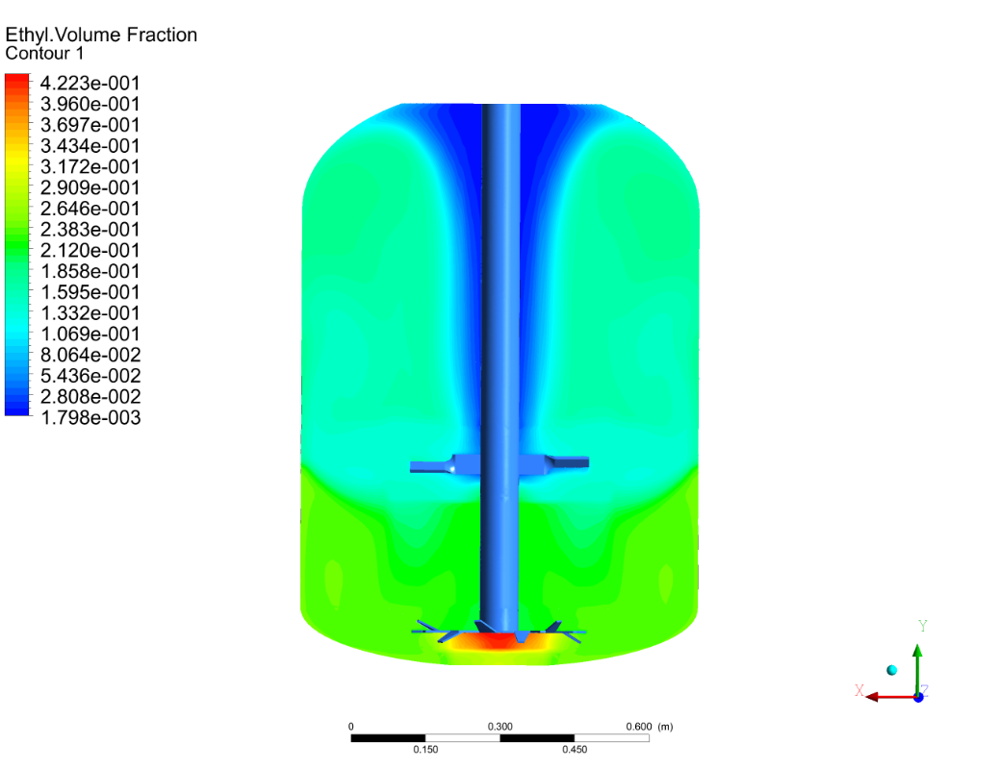 Ethyl.Volume Fraction
Contour 1
4.223e-001
3.960e-001
3.697e-001
3.434e-001
3.172e-001
2.909e-001
2.646e-001
2.383e-001
2.120e-001
1.858e-001
1.595e-001
1.332e-001
1.069e-001
8.064e-002
5.436e-002
2.808e-002
1.798e-003
Y
X
Z
0 0.300 0.600 (m)
0.150 0.450